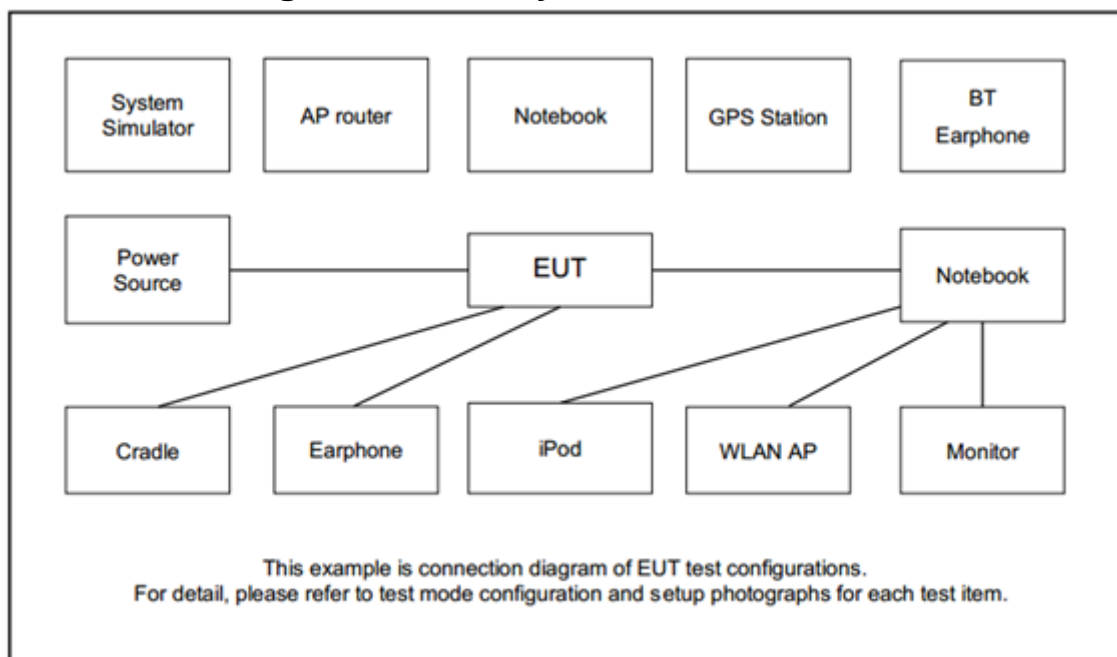 System
Simulator
AP router
Notebook
GPS Station
BT
Earphone
Power
Source
EUT
Notebook
Cradle
Earphone
iPod
WLAN AP
Monitor
This example is connection diagram of EUT test configurations.
For detail, please refer to test mode configuration and setup photographs for each test item.